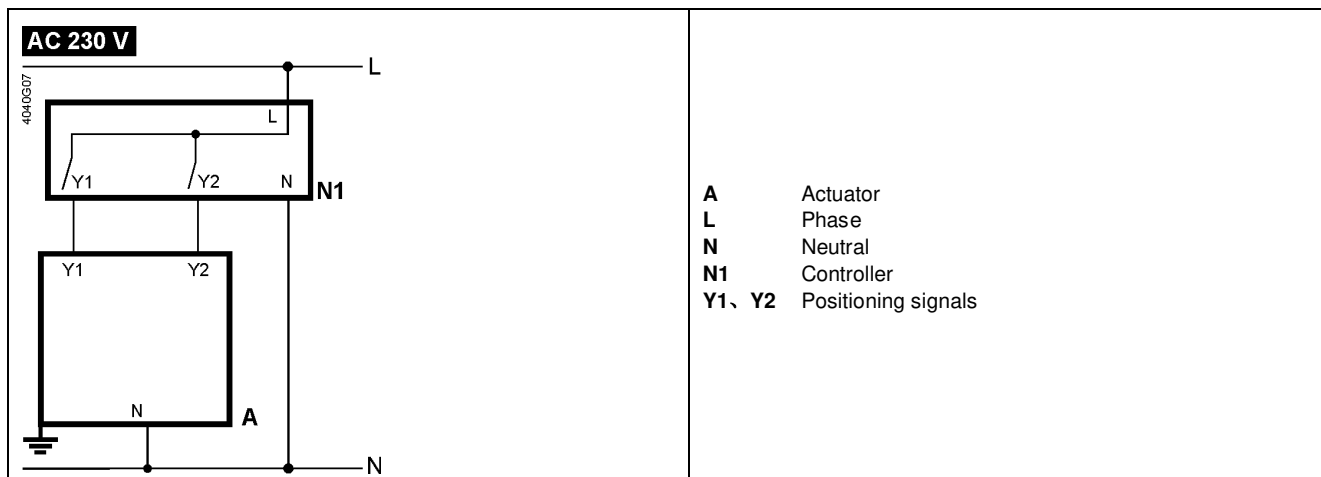 AC 230 V
L
4040G07
L
Y1 Y2 N
N1
Y1 Y2
N
A
N
A Actuator
L Phase
N Neutral
N1 Controller
Y1、Y2 Positioning signals